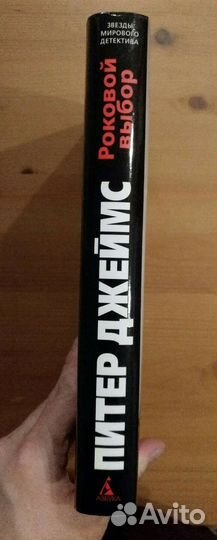 ЗВЕЗДЫ
МИРОВОГО
ДЕТЕКТИВА
Роковой
выбор
ПИТЕР ДЖЕЙМС
АЗБУКА
Avito